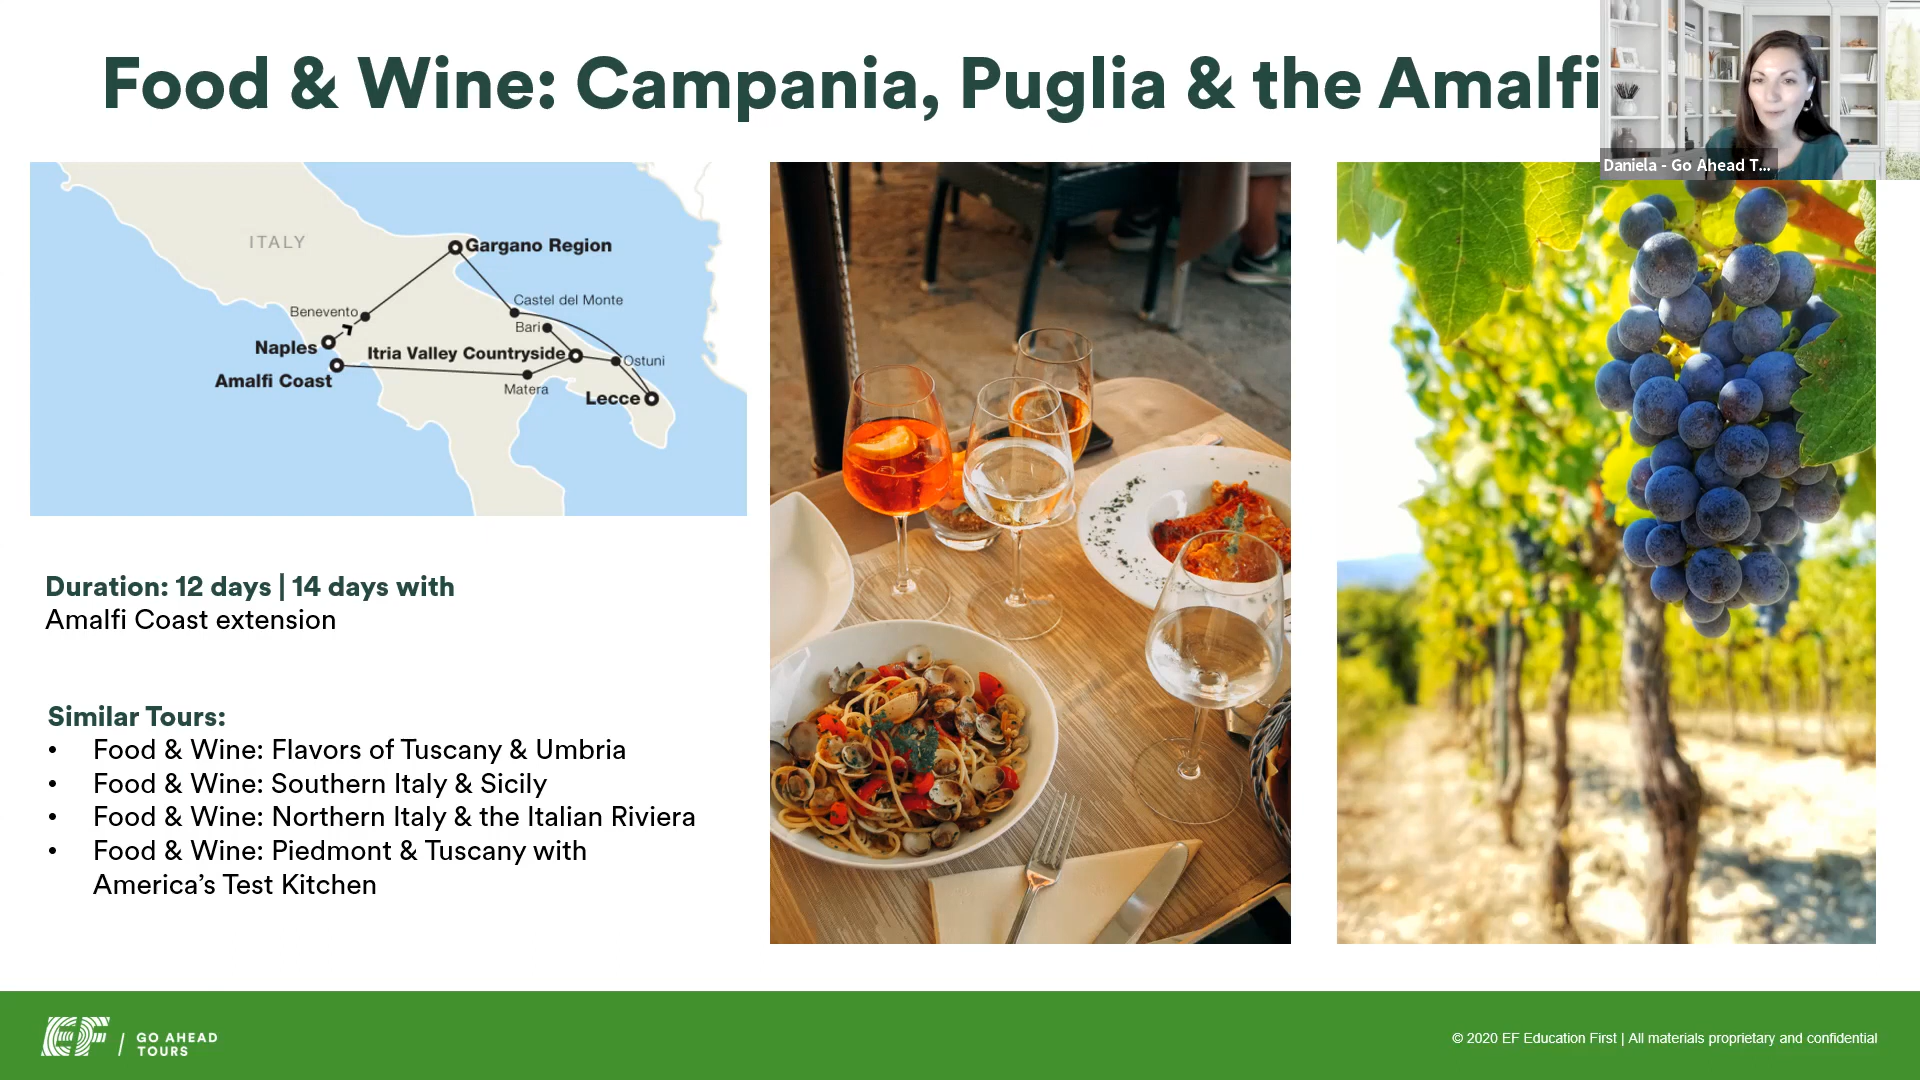 Food & Wine: Campania, Puglia & the Amalfi
Daniela - Go Ahead T...
ITALY
Gargano Region
Castel del Monte
Benevento
Bari
Naples
Itria Valley Countryside
Ostuni
Amalfi Coast
Matera
Lecce
Duration: 12 days | 14 days with
Amalfi Coast extension
Similar Tours:
• Food & Wine: Flavors of Tuscany & Umbria
• Food & Wine: Southern Italy & Sicily
• Food & Wine: Northern Italy & the Italian Riviera
• Food & Wine: Piedmont & Tuscany with
America’s Test Kitchen
EF / GO AHEAD
TOURS
© 2020 EF Education First | All materials proprietary and confidential